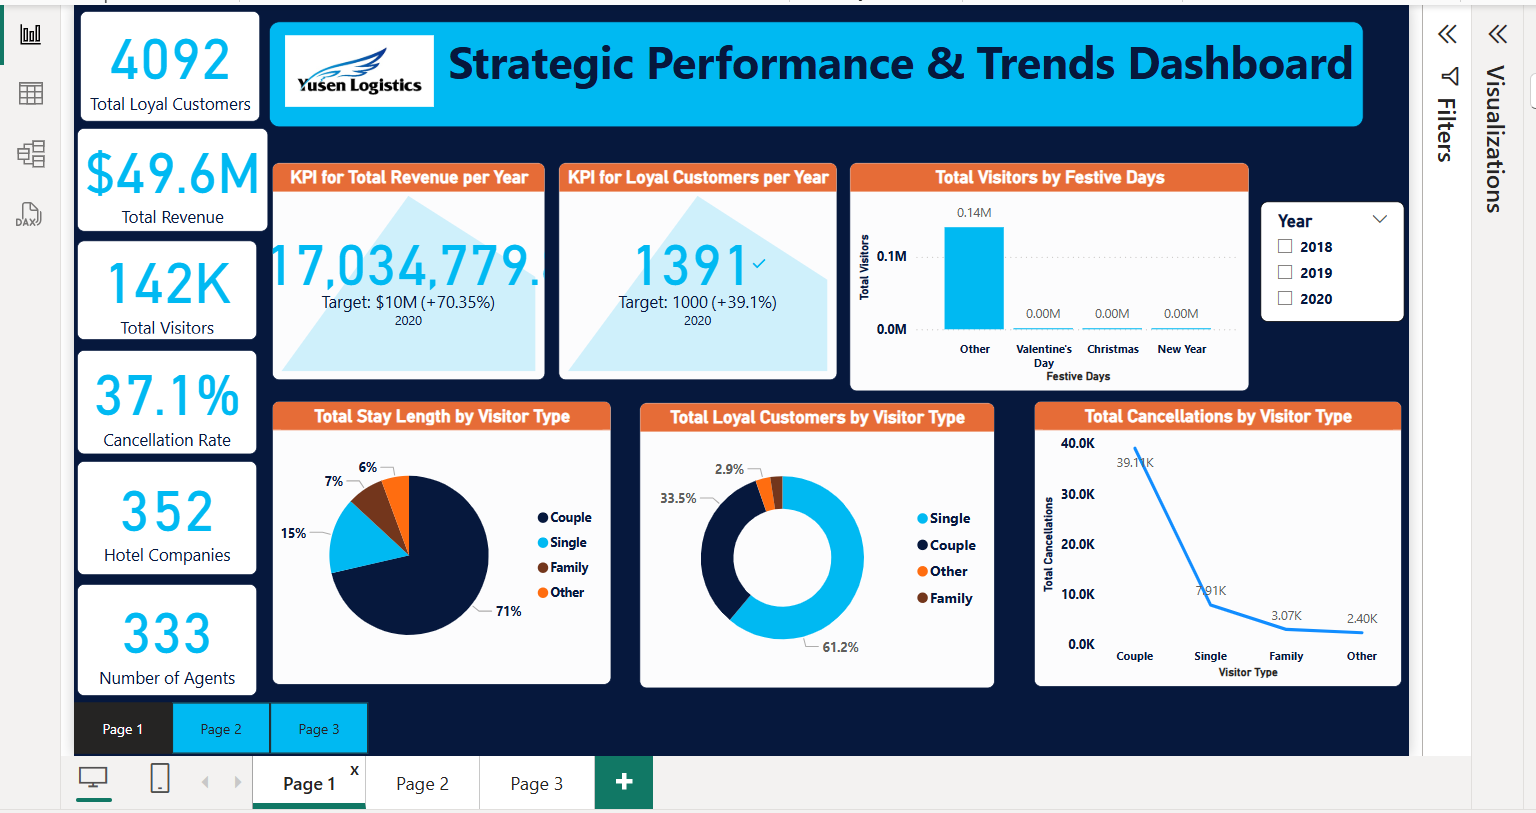 4092
Total Loyal Customers
$49.6M
Total Revenue
142K
Total Visitors
37.1%
Cancellation Rate
352
Hotel Companies
333
Number of Agents
Yusen Logistics
Strategic Performance & Trends Dashboard
KPI for Total Revenue per Year
17,034,779.
Target: $10M (+70.35%)
2020
KPI for Loyal Customers per Year
1391
Target: 1000 (+39.1%)
2020
Total Visitors by Festive Days
Total Visitors
0.1M
0.0M
0.14M
0.00M
0.00M
0.00M
Other
Valentine's
Day
Christmas
New Year
Festive Days
Year
2018
2019
2020
Total Stay Length by Visitor Type
6%
7%
15%
71%
Couple
Single
Family
Other
Total Loyal Customers by Visitor Type
2.9%
33.5%
61.2%
Single
Couple
Other
Family
Total Cancellations by Visitor Type
Total Cancellations
40.0K
30.0K
20.0K
10.0K
0.0K
39.11K
7.91K
3.07K
2.40K
Couple
Single
Family
Other
Visitor Type
Page 1
Page 2
Page 3
Page 1
x
Page 2
Page 3
+
DAX
Filters
Visualizations